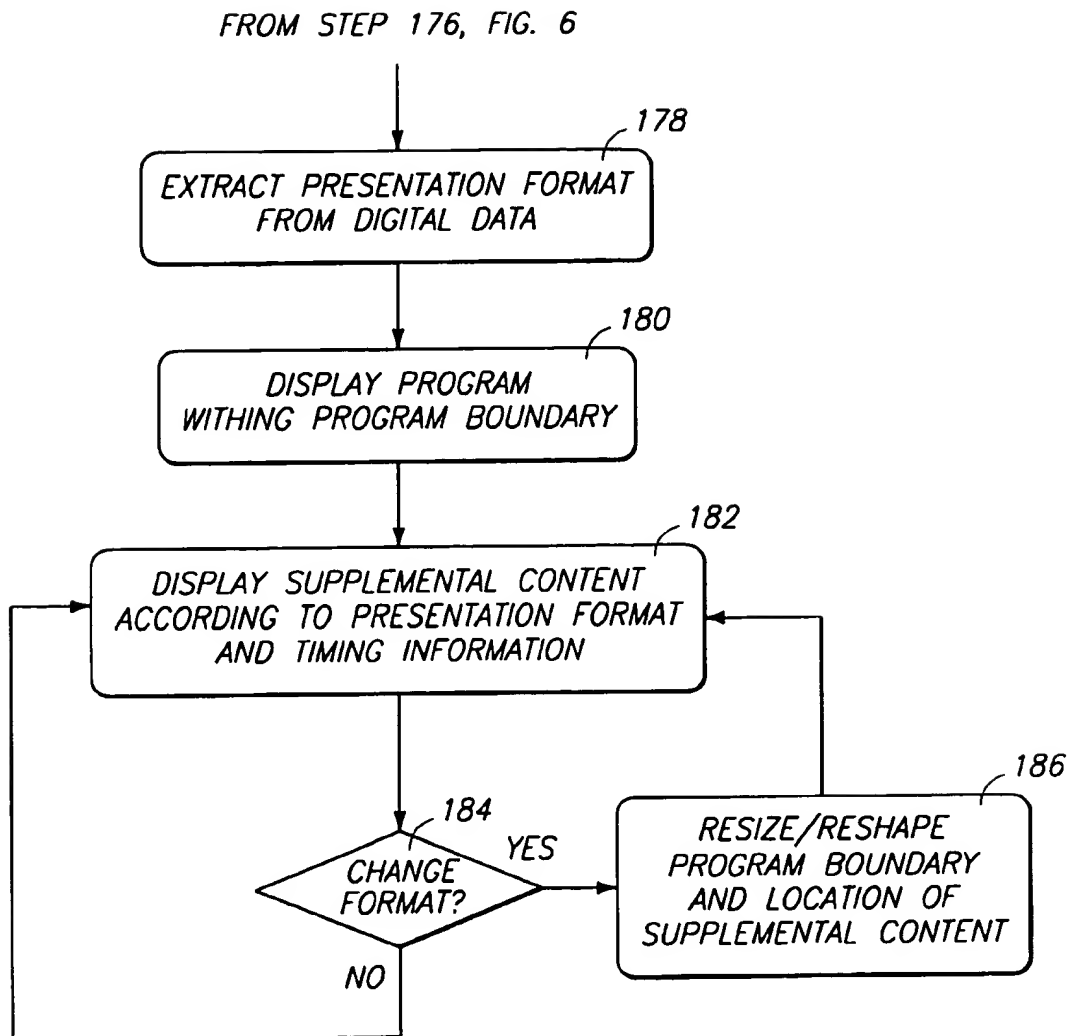 FROM STEP 176, FIG. 6
178
EXTRACT PRESENTATION FORMAT
FROM DIGITAL DATA
180
DISPLAY PROGRAM
WITHING PROGRAM BOUNDARY
182
DISPLAY SUPPLEMENTAL CONTENT
ACCORDING TO PRESENTATION FORMAT
AND TIMING INFORMATION
184
CHANGE
FORMAT?
YES
NO
186
RESIZE/RESHAPE
PROGRAM BOUNDARY
AND LOCATION OF
SUPPLEMENTAL CONTENT